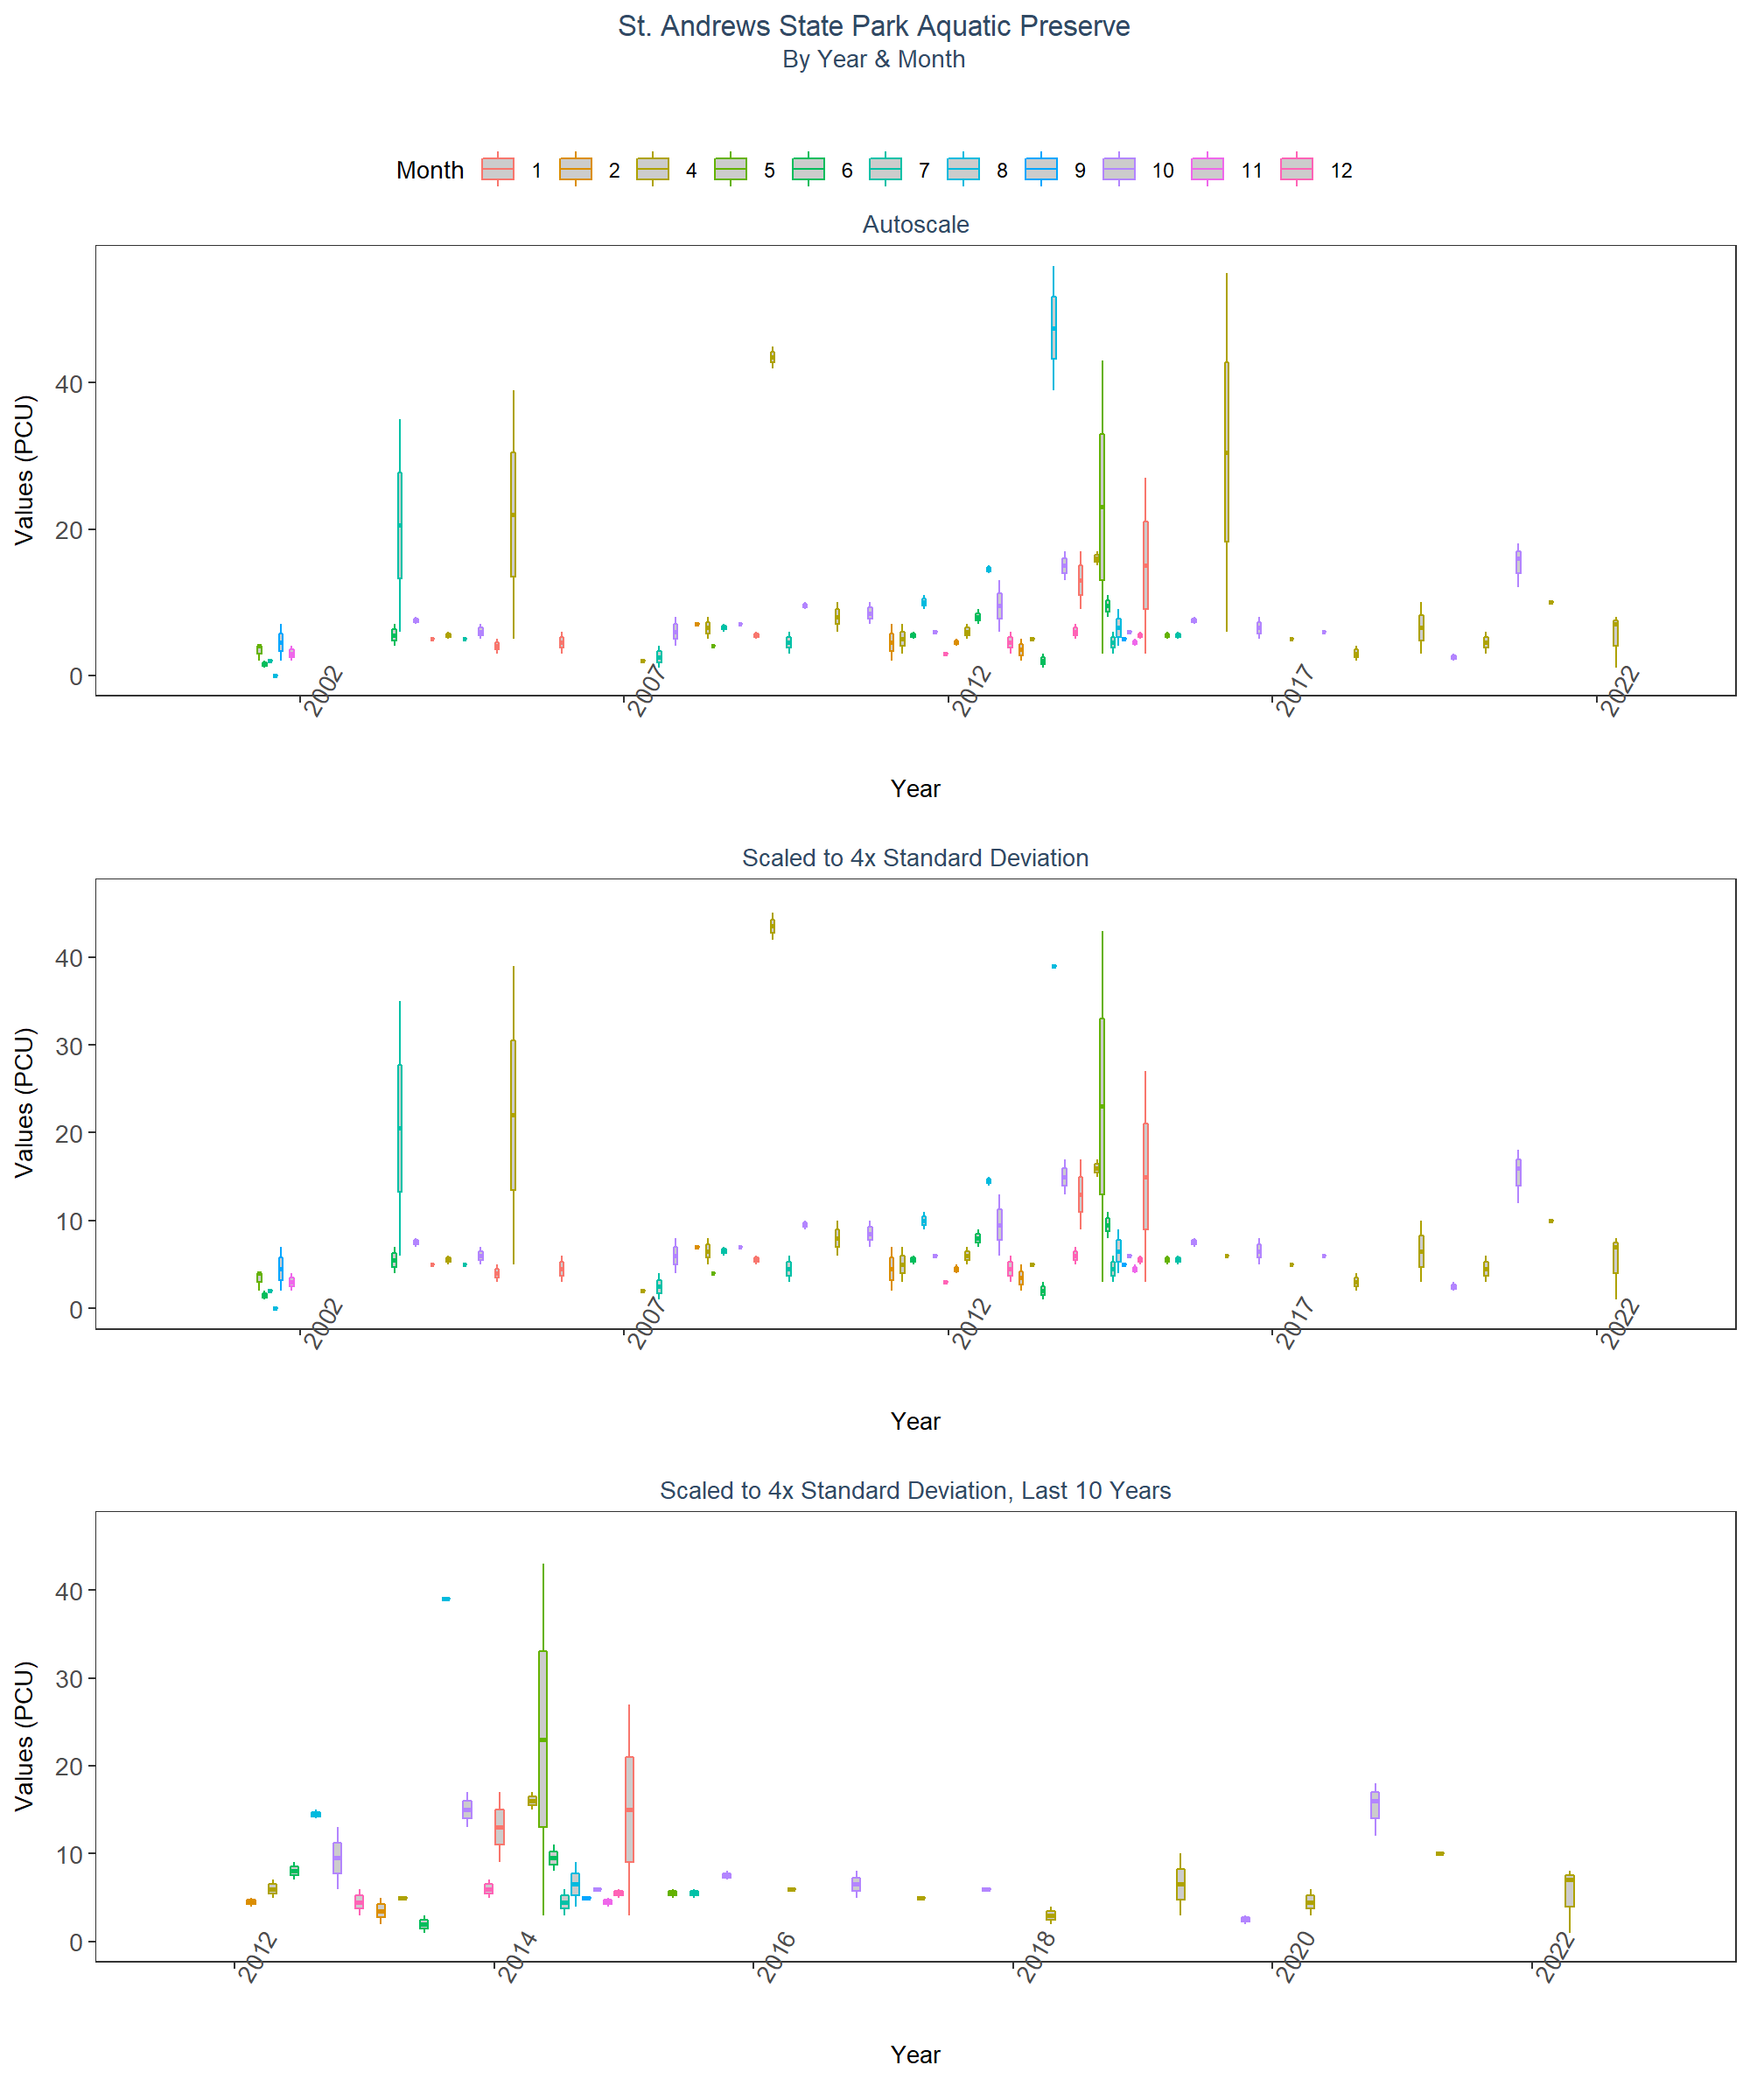 St. Andrews State Park Aquatic Preserve
By Year & Month
Month 1 2 4 5 6 7 8 9 10 11 12
Autoscale
Values (PCU)
40
20
0
2002 2007 2012 2017 2022
Year
Scaled to 4x Standard Deviation
Values (PCU)
40
30
20
10
0
2002 2007 2012 2017 2022
Year
Scaled to 4x Standard Deviation, Last 10 Years
Values (PCU)
40
30
20
10
0
2012 2014 2016 2018 2020 2022
Year